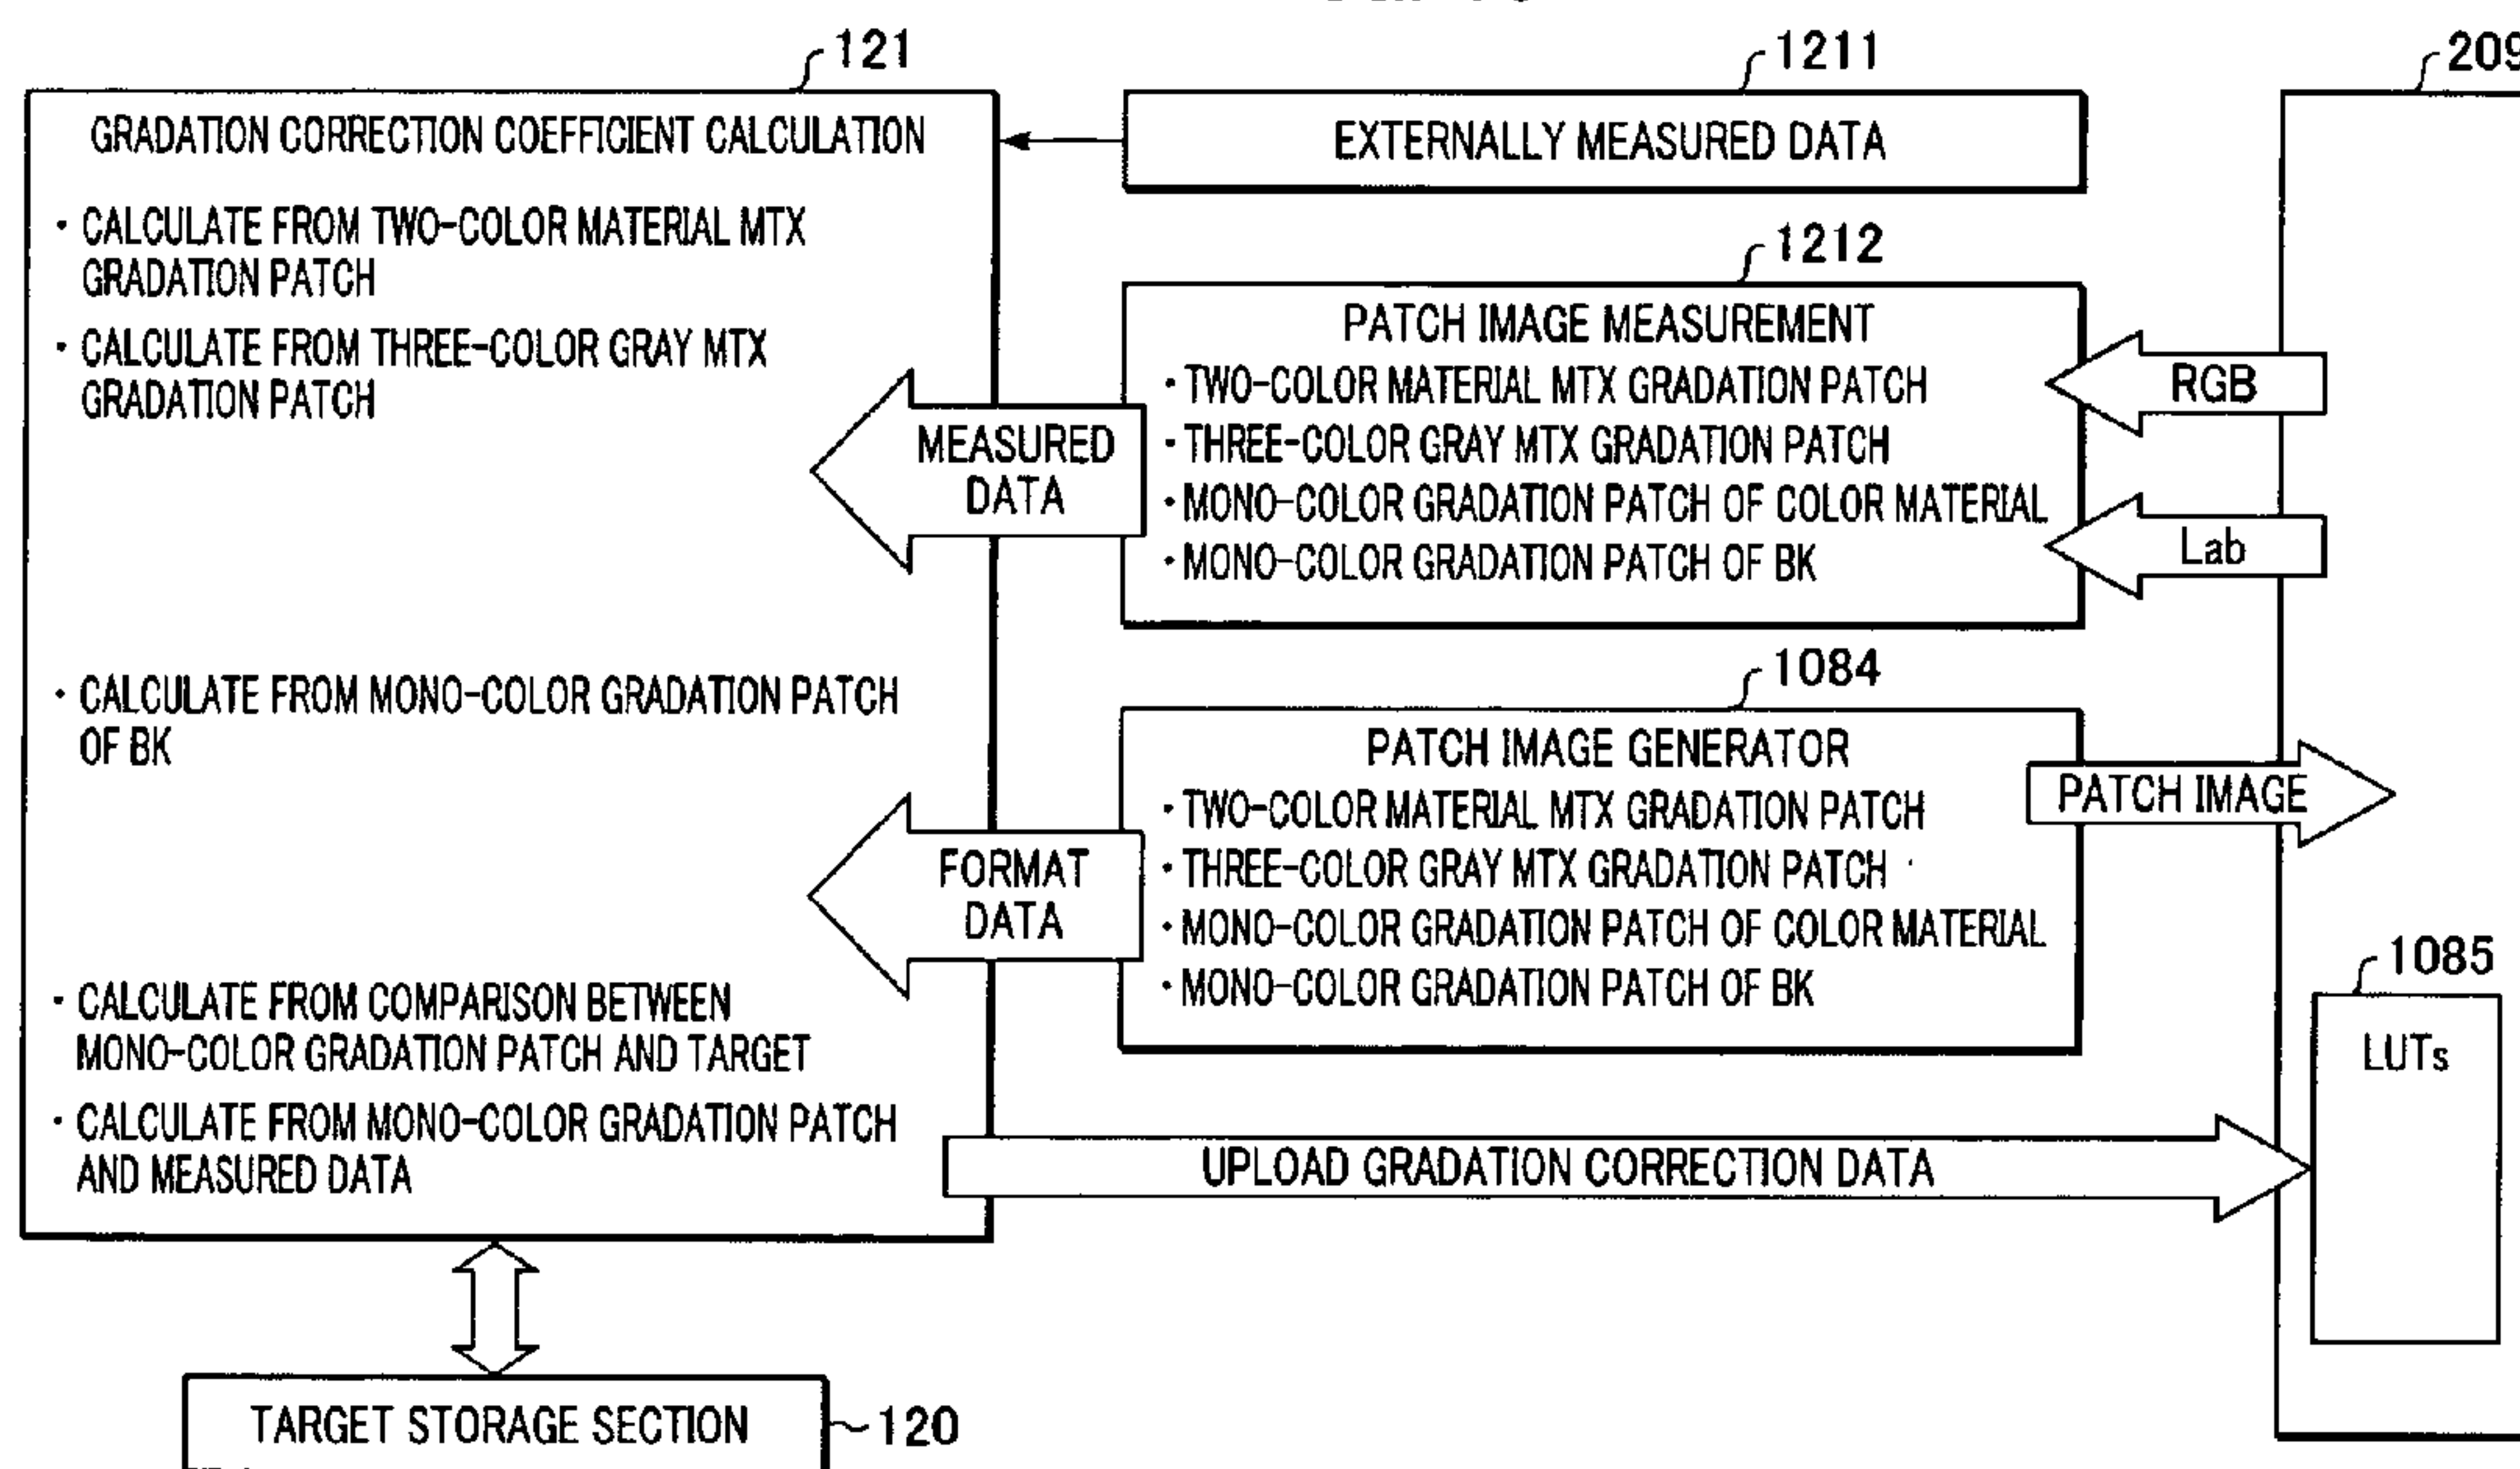 121
GRADATION CORRECTION COEFFICIENT CALCULATION
· CALCULATE FROM TWO-COLOR MATERIAL MTX
GRADATION PATCH
· CALCULATE FROM THREE-COLOR GRAY MTX
GRADATION PATCH
· CALCULATE FROM MONO-COLOR GRADATION PATCH
OF BK
· CALCULATE FROM COMPARISON BETWEEN
MONO-COLOR GRADATION PATCH AND TARGET
· CALCULATE FROM MONO-COLOR GRADATION PATCH
AND MEASURED DATA
MEASURED
DATA
FORMAT
DATA
1211
EXTERNALLY MEASURED DATA
1212
PATCH IMAGE MEASUREMENT
· TWO-COLOR MATERIAL MTX GRADATION PATCH
· THREE-COLOR GRAY MTX GRADATION PATCH
· MONO-COLOR GRADATION PATCH OF COLOR MATERIAL
· MONO-COLOR GRADATION PATCH OF BK
RGB
Lab
1084
PATCH IMAGE GENERATOR
· TWO-COLOR MATERIAL MTX GRADATION PATCH
· THREE-COLOR GRAY MTX GRADATION PATCH
· MONO-COLOR GRADATION PATCH OF COLOR MATERIAL
· MONO-COLOR GRADATION PATCH OF BK
PATCH IMAGE
209
1085
LUTs
UPLOAD GRADATION CORRECTION DATA
TARGET STORAGE SECTION
120